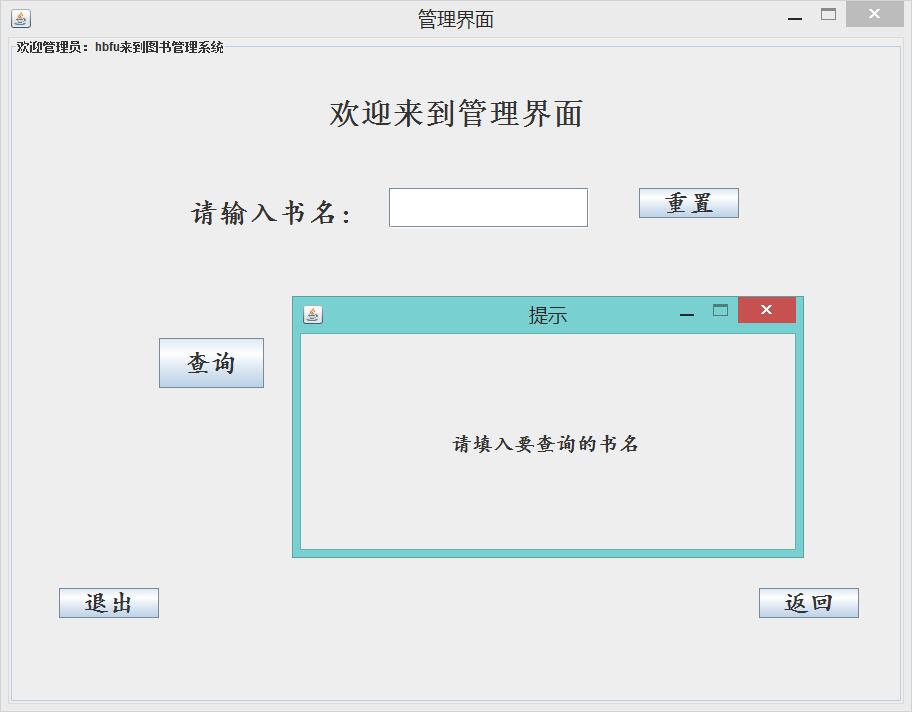 管理界面
欢迎管理员：hbfu来到图书管理系统
欢迎来到管理界面
请输入书名：
重置
提示
查询
请填入要查询的书名
退出
返回